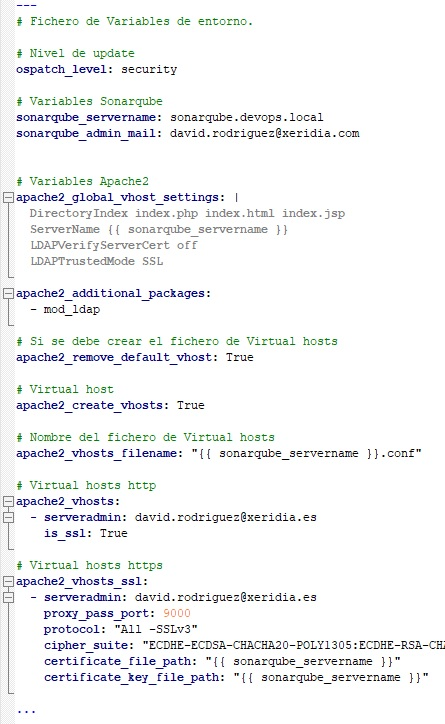 ---
# Fichero de Variables de entorno.
# Nivel de update
ospatch_level: security
# Variables Sonarqube
sonarqube_servername: sonarqube.devops.local
sonarqube_admin_mail: david.rodriguez@xeridia.com
# Variables Apache2
apache2_global_vhost_settings: |
DirectoryIndex index.php index.html index.jsp
ServerName {{ sonarqube_servername }}
LDAPVerifyServerCert off
LDAPTrustedMode SSL
apache2_additional_packages:
- mod_ldap
# Si se debe crear el fichero de Virtual hosts
apache2_remove_default_vhost: True
# Virtual host
apache2_create_vhosts: True
# Nombre del fichero de Virtual hosts
apache2_vhosts_filename: "{{ sonarqube_servername }}.conf"
# Virtual hosts http
apache2_vhosts:
- serveradmin: david.rodriguez@xeridia.es
is_ssl: True
# Virtual hosts https
apache2_vhosts_ssl:
- serveradmin: david.rodriguez@xeridia.es
proxy_pass_port: 9000
protocol: "All -SSLv3"
cipher_suite: "ECDHE-ECDSA-CHACHA20-POLY1305:ECDHE-RSA-CHA
certificate_file_path: "{{ sonarqube_servername }}"
certificate_key_file_path: "{{ sonarqube_servername }}"
...